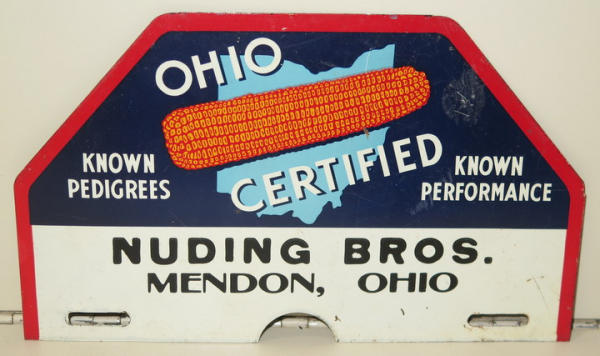 OHIO
CERTIFIED
KNOWN
PEDIGREES
KNOWN
PERFORMANCE
NUDING BROS.
MENDON, OHIO